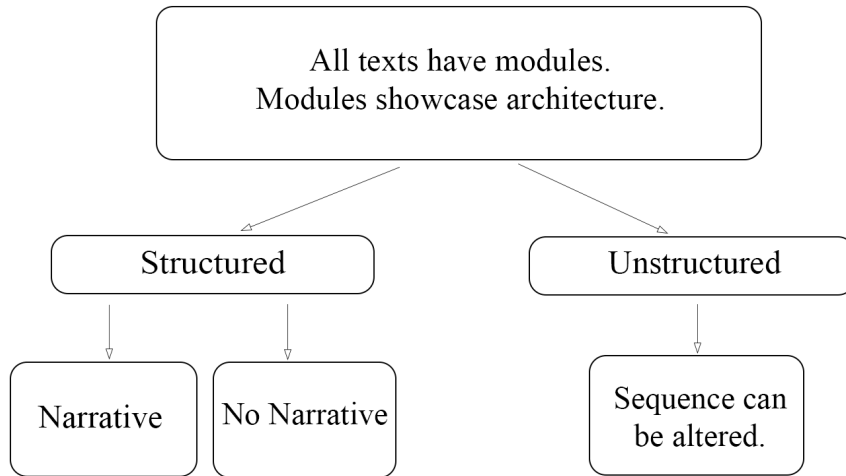 All texts have modules.
Modules showcase architecture.
Structured
Unstructured
Narrative
No Narrative
Sequence can
be altered.